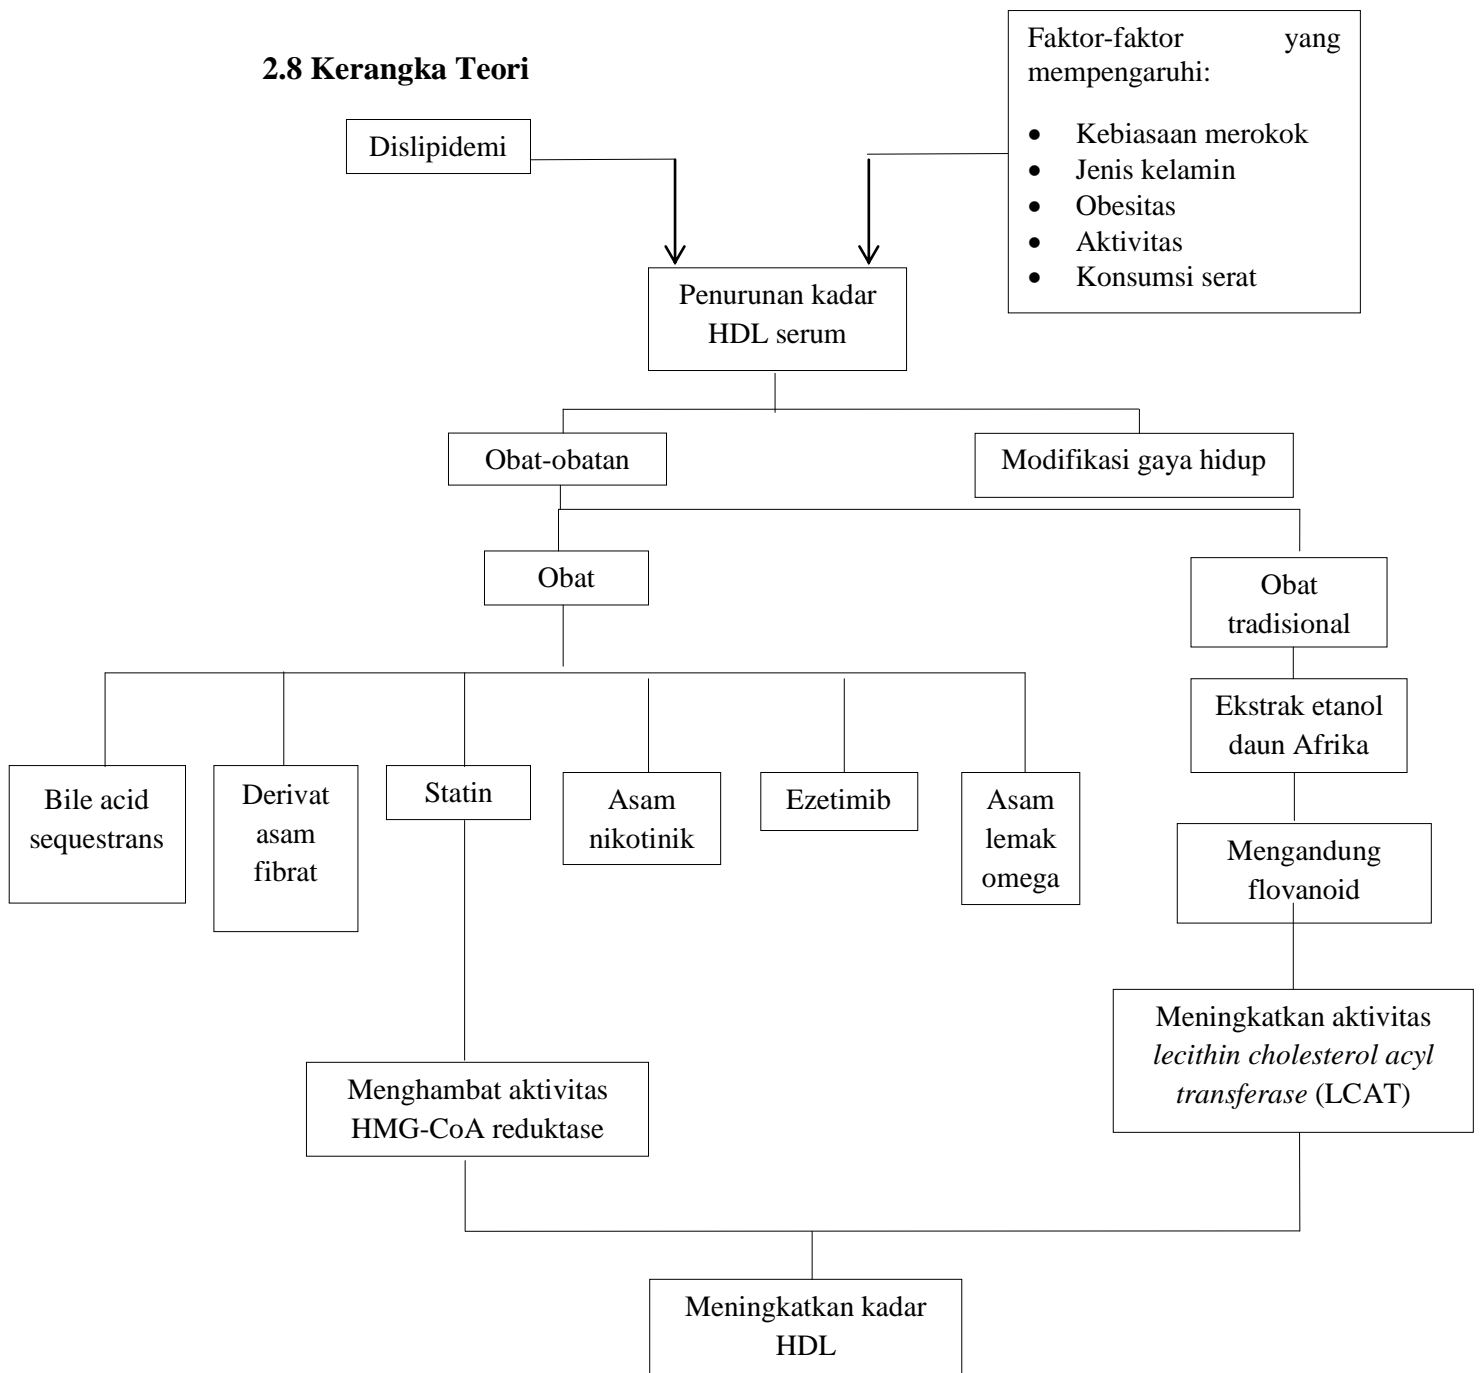 2.8 Kerangka Teori
Faktor-faktor yang
mempengaruhi:
• Kebiasaan merokok
• Jenis kelamin
• Obesitas
• Aktivitas
• Konsumsi serat
Dislipidemi
Penurunan kadar
HDL serum
Obat-obatan
Modifikasi gaya hidup
Obat
Obat
tradisional
Ekstrak etanol
daun Afrika
Bile acid
sequestrans
Derivat
asam
fibrat
Statin
Asam
nikotinik
Ezetimib
Asam
lemak
omega
Mengandung
flovanoid
Meningkatkan aktivitas
lecithin cholesterol acyl
transferase (LCAT)
Menghambat aktivitas
HMG-CoA reduktase
Meningkatkan kadar
HDL